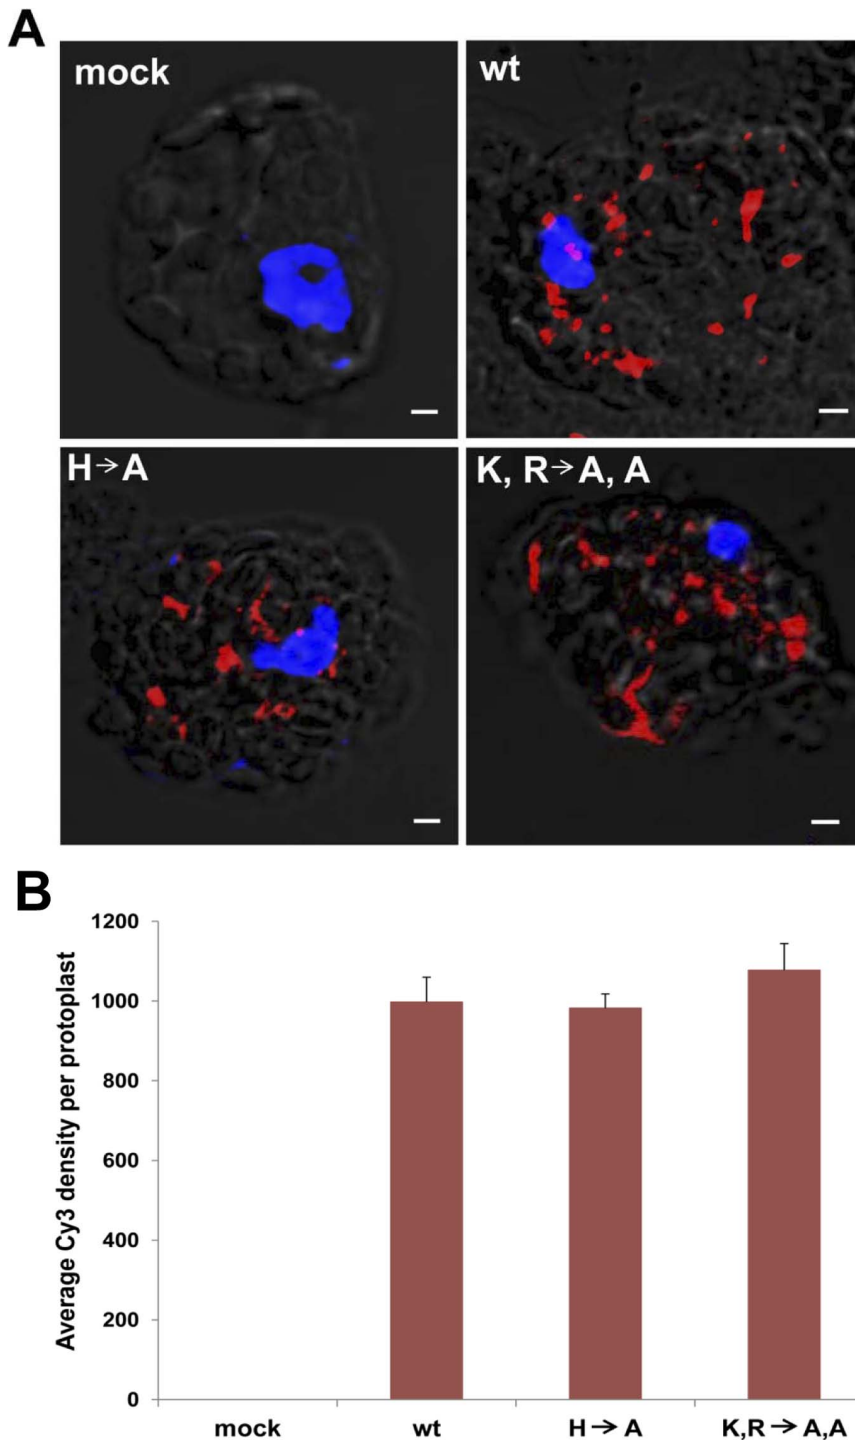 A
mock
wt
H→A
K, R→A, A
B
Average Cy3 density per protoplast
1200
1000
800
600
400
200
0
mock
wt
H→A
K,R→A,A